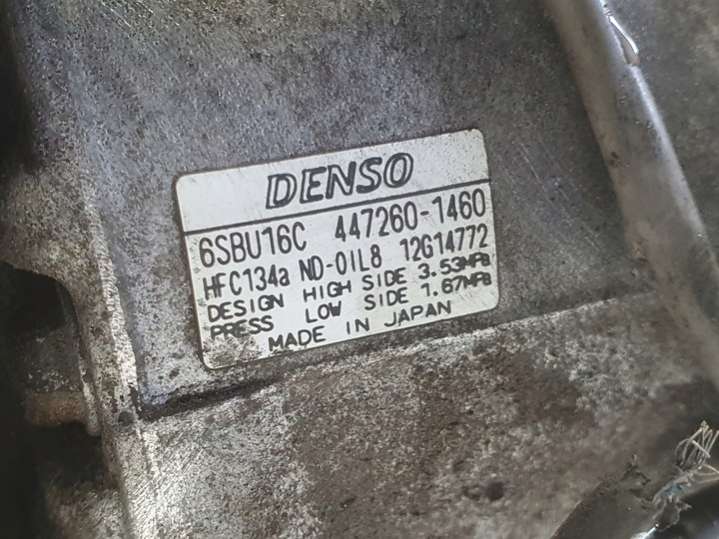 DENSO
6SBU16C 447260-1460
HFC134a ND-OIL8 12G14772
DESIGN HIGH SIDE 3.53MPa
PRESS LOW SIDE 1.67MPa
MADE IN JAPAN